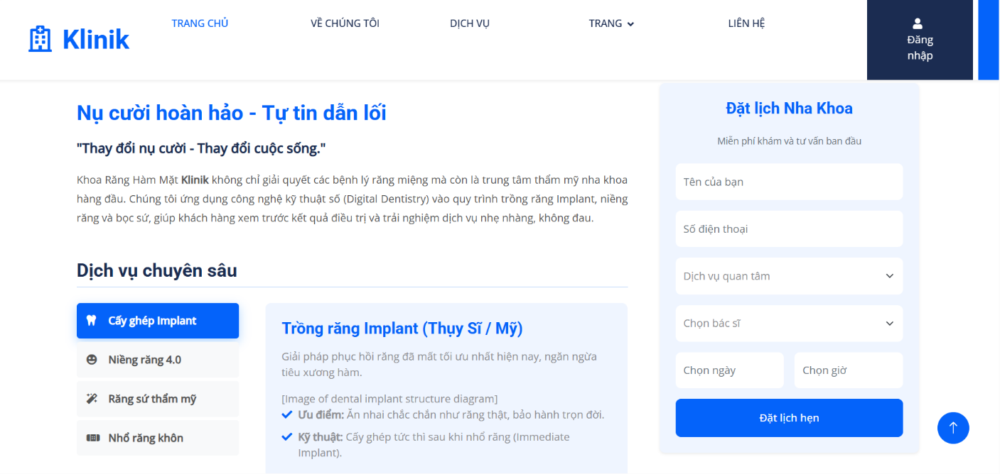 Klinik
TRANG CHỦ
VỀ CHÚNG TÔI
DỊCH VỤ
TRANG
LIÊN HỆ
Đăng
nhập
Nụ cười hoàn hảo - Tự tin dẫn lối
"Thay đổi nụ cười - Thay đổi cuộc sống."
Khoa Răng Hàm Mặt Klinik không chỉ giải quyết các bệnh lý răng miệng mà còn là trung tâm thẩm mỹ nha khoa
hàng đầu. Chúng tôi ứng dụng công nghệ kỹ thuật số (Digital Dentistry) vào quy trình trồng răng Implant, niềng
răng và bọc sứ, giúp khách hàng xem trước kết quả điều trị và trải nghiệm dịch vụ nhẹ nhàng, không đau.
Dịch vụ chuyên sâu
Cấy ghép Implant
Niềng răng 4.0
Răng sứ thẩm mỹ
Nhổ răng khôn
Trồng răng Implant (Thụy Sĩ / Mỹ)
Giải pháp phục hồi răng đã mất tối ưu nhất hiện nay, ngăn ngừa
tiêu xương hàm.
[Image of dental implant structure diagram]
Ưu điểm: Ăn nhai chắc chắn như răng thật, bảo hành trọn đời.
Kỹ thuật: Cấy ghép tức thì sau khi nhổ răng (Immediate
Implant).
Đặt lịch Nha Khoa
Miễn phí khám và tư vấn ban đầu
Tên của bạn
Số điện thoại
Dịch vụ quan tâm
Chọn bác sĩ
Chọn ngày
Chọn giờ
Đặt lịch hẹn